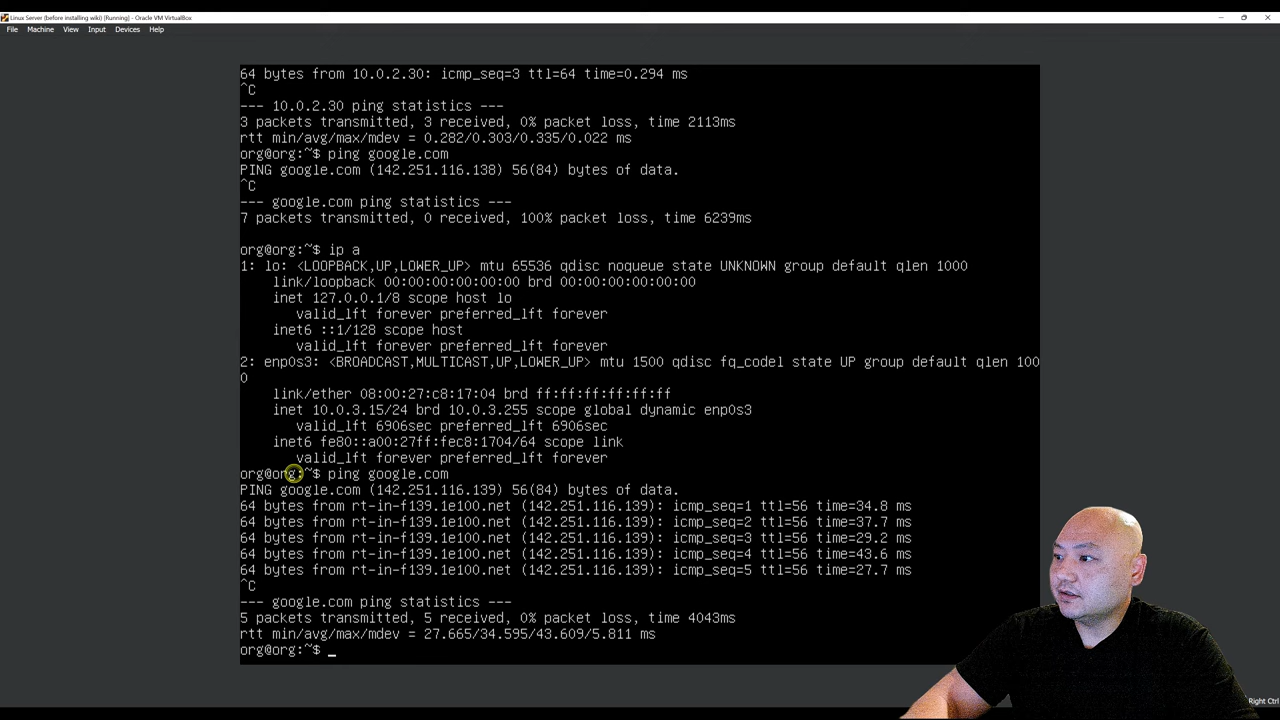 Linux Server (before installing wiki) [Running] - Oracle VM VirtualBox
File Machine View Input Devices Help
64 bytes from 10.0.2.30: icmp_seq=3 ttl=64 time=0.294 ms
^C
--- 10.0.2.30 ping statistics ---
3 packets transmitted, 3 received, 0% packet loss, time 2113ms
rtt min/avg/max/mdev = 0.282/0.303/0.335/0.022 ms
org@org:~$ ping google.com
PING google.com (142.251.116.138) 56(84) bytes of data.
^C
--- google.com ping statistics ---
7 packets transmitted, 0 received, 100% packet loss, time 6239ms
org@org:~$ ip a
1: lo: <LOOPBACK,UP,LOWER_UP> mtu 65536 qdisc noqueue state UNKNOWN group default qlen 1000
link/loopback 00:00:00:00:00:00 brd 00:00:00:00:00:00
inet 127.0.0.1/8 scope host lo
valid_lft forever preferred_lft forever
inet6 ::1/128 scope host
valid_lft forever preferred_lft forever
2: enp0s3: <BROADCAST,MULTICAST,UP,LOWER_UP> mtu 1500 qdisc fq_codel state UP group default qlen 100
0
link/ether 08:00:27:c8:17:04 brd ff:ff:ff:ff:ff:ff
inet 10.0.3.15/24 brd 10.0.3.255 scope global dynamic enp0s3
valid_lft 6906sec preferred_lft 6906sec
inet6 fe80::a00:27ff:fec8:1704/64 scope link
valid_lft forever preferred_lft forever
org@org:~$ ping google.com
PING google.com (142.251.116.139) 56(84) bytes of data.
64 bytes from rt-in-f139.1e100.net (142.251.116.139): icmp_seq=1 ttl=56 time=34.8 ms
64 bytes from rt-in-f139.1e100.net (142.251.116.139): icmp_seq=2 ttl=56 time=37.7 ms
64 bytes from rt-in-f139.1e100.net (142.251.116.139): icmp_seq=3 ttl=56 time=29.2 ms
64 bytes from rt-in-f139.1e100.net (142.251.116.139): icmp_seq=4 ttl=56 time=43.6 ms
64 bytes from rt-in-f139.1e100.net (142.251.116.139): icmp_seq=5 ttl=56 time=27.7 ms
^C
--- google.com ping statistics ---
5 packets transmitted, 5 received, 0% packet loss, time 4043ms
rtt min/avg/max/mdev = 27.665/34.595/43.609/5.811 ms
org@org:~$ _
Right Ctrl